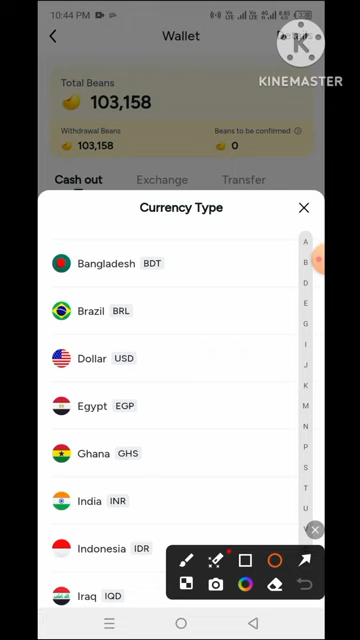 10:44 PM
Wallet
KINEMASTER
Total Beans
103,158
Withdrawal Beans
Beans to be confirmed
103,158
0
Cash out
Exchange
Transfer
Currency Type
A
Bangladesh BDT
B
D
Brazil BRL
E
G
I
Dollar USD
J
K
Egypt EGP
M
N
Ghana GHS
P
S
India INR
T
U
V
Indonesia IDR
Iraq IQD